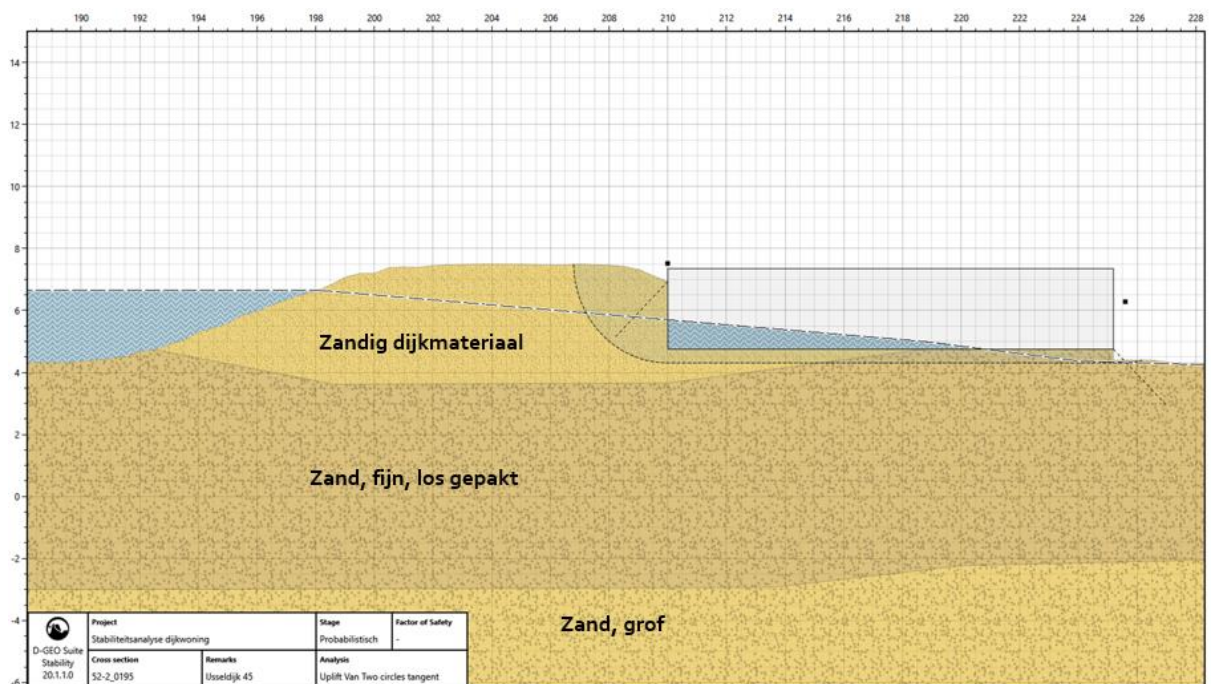 190 192 194 196 198 200 202 204 206 208 210 212 214 216 218 220 222 224 226 228
14
12
10
8
6
4
2
0
-2
-4
-6
Zandig dijkmateriaal
Zand, fijn, los gepakt
Zand, grof
D-GEO Suite
Stability
20.1.1.0
Project
Stabiliteitsanalyse dijkwoning
Stage
Probabilistisch
Factor of Safety
-
Cross section
52-2_0195
Remarks
IJsseldijk 45
Analysis
Uplift Van Two circles tangent